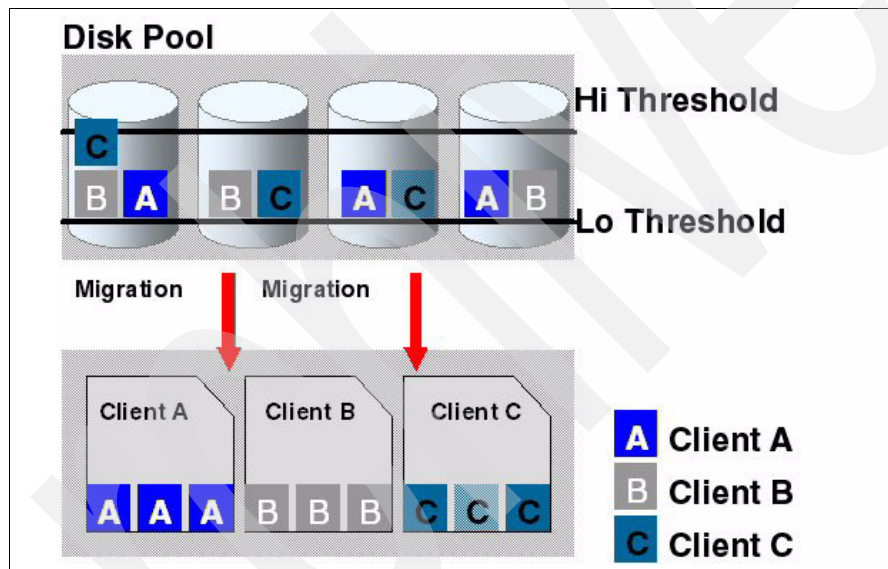 Disk Pool
Hi Threshold
C
B A B C A C A B
Lo Threshold
Migration Migration
Client A Client B Client C
A A A B B B C C C
A Client A
B Client B
C Client C